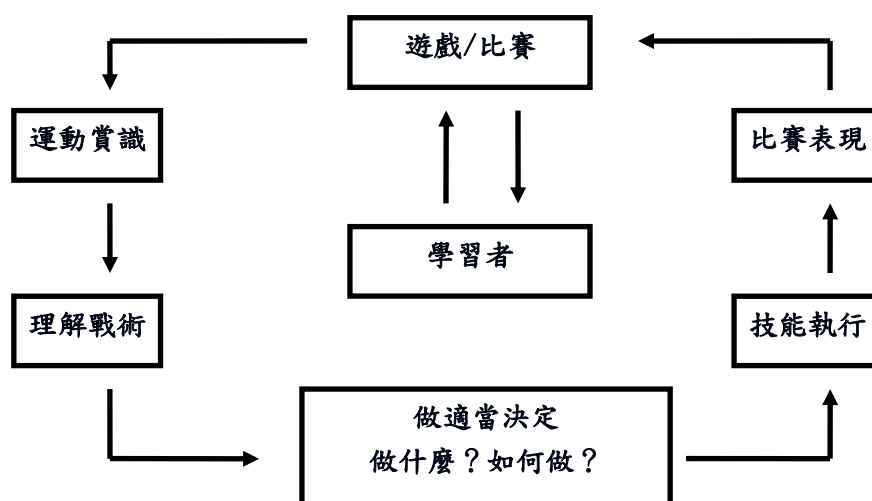 遊戲/比賽
運動賞識
比賽表現
學習者
理解戰術
技能執行
做適當決定
做什麼？如何做？